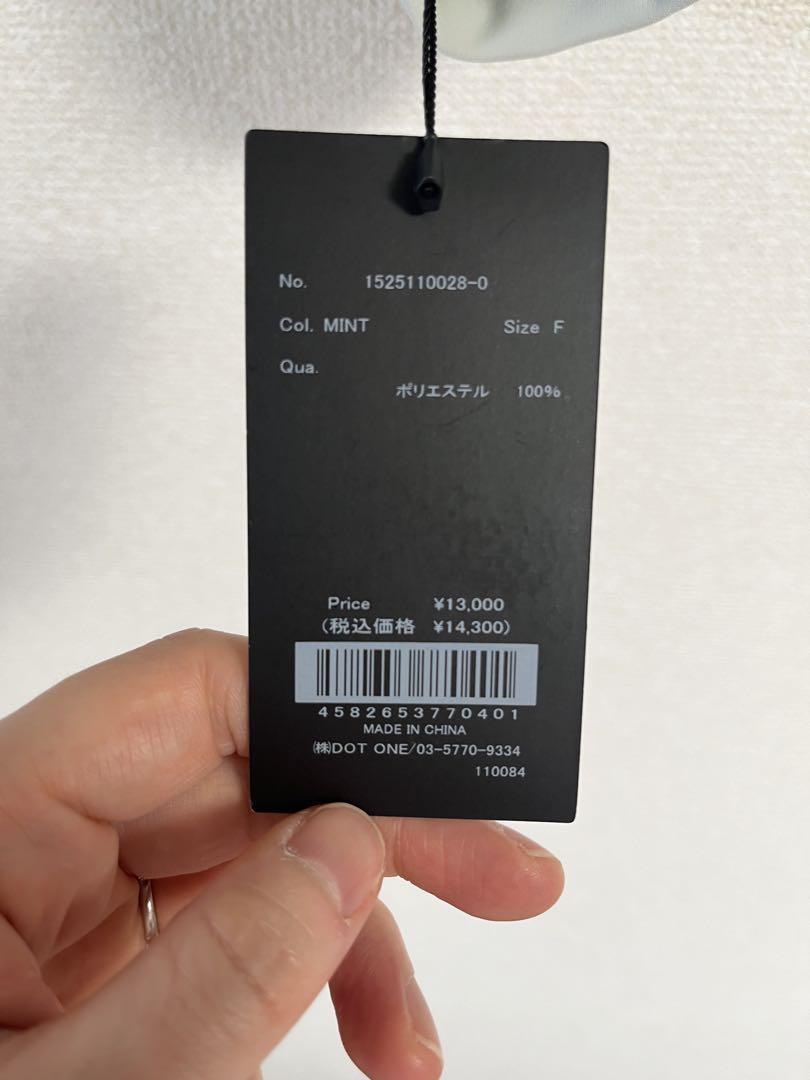 No. 1525110028-0
Col. MINT Size F
Qua.
ポリエステル 100%
Price ¥13,000
(税込価格 ¥14,300)
4582653770401
MADE IN CHINA
㈱DOT ONE/03-5770-9334
110084